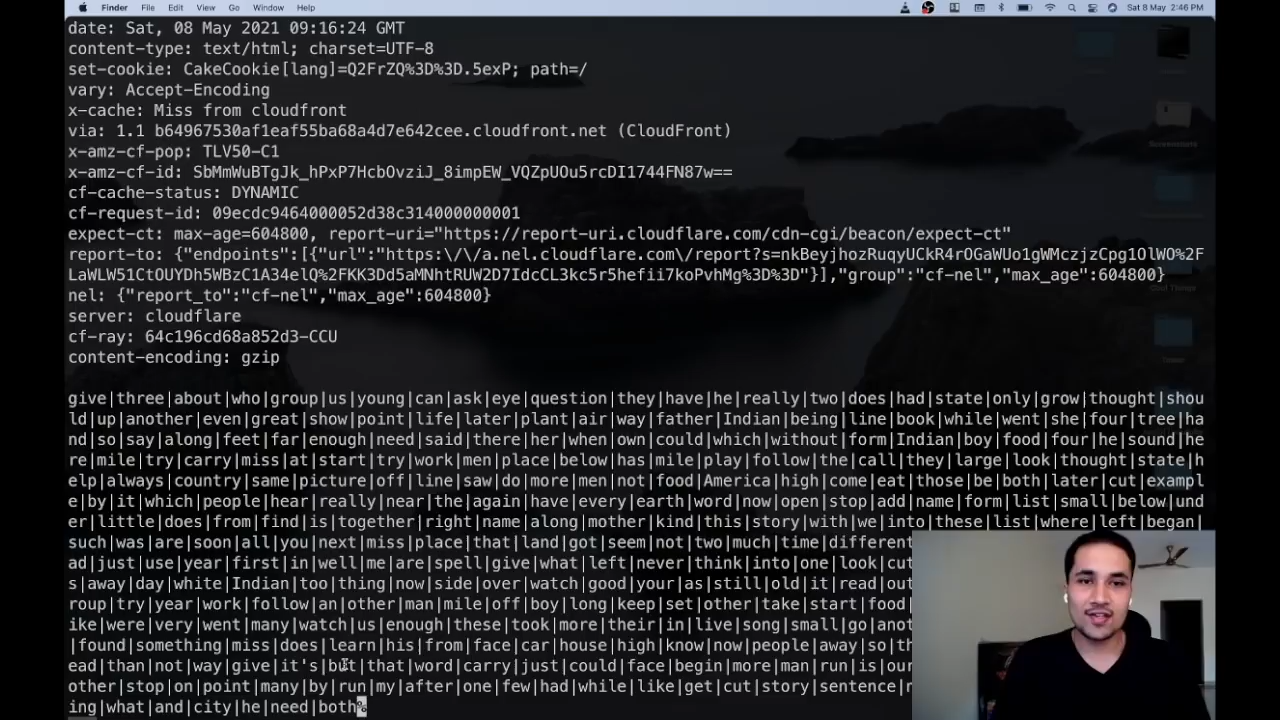 Finder File Edit View Go Window Help Sat 8 May 2:46 PM
date: Sat, 08 May 2021 09:16:24 GMT
content-type: text/html; charset=UTF-8
set-cookie: CakeCookie[lang]=Q2FrZQ%3D%3D.5exP; path=/
vary: Accept-Encoding
x-cache: Miss from cloudfront
via: 1.1 b64967530af1eaf55ba68a4d7e642cee.cloudfront.net (CloudFront)
x-amz-cf-pop: TLV50-C1
x-amz-cf-id: SbMmWuBTgJk_hPxP7HcbOvziJ_8impEW_VQZpUOu5rcDI1744FN87w==
cf-cache-status: DYNAMIC
cf-request-id: 09ecdc9464000052d38c314000000001
expect-ct: max-age=604800, report-uri="https://report-uri.cloudflare.com/cdn-cgi/beacon/expect-ct"
report-to: {"endpoints":[{"url":"https:\/\/a.nel.cloudflare.com\/report?s=nkBeyjhozRuqyUCkR4rOGaWUo1gWMczjzCpg1OlWO%2F
LaWLW51CtOUYDh5WBzC1A34elQ%2FKK3Dd5aMNhtRUW2D7IdcCL3kc5r5hefii7koPvhMg%3D%3D"}],"group":"cf-nel","max_age":604800}
nel: {"report_to":"cf-nel","max_age":604800}
server: cloudflare
cf-ray: 64c196cd68a852d3-CCU
content-encoding: gzip
give|three|about|who|group|us|young|can|ask|eye|question|they|have|he|really|two|does|had|state|only|grow|thought|shou
ld|up|another|even|great|show|point|life|later|plant|air|way|father|Indian|being|line|book|while|went|she|four|tree|ha
nd|so|say|along|feet|far|enough|need|said|there|her|when|own|could|which|without|form|Indian|boy|food|four|he|sound|he
re|mile|try|carry|miss|at|start|try|work|men|place|below|has|mile|play|follow|the|call|they|large|look|thought|state|h
elp|always|country|same|picture|off|line|saw|do|more|men|not|food|America|high|come|eat|those|be|both|later|cut|exampl
e|by|it|which|people|hear|really|near|the|again|have|every|earth|word|now|open|stop|add|name|form|list|small|below|und
er|little|does|from|find|is|together|right|name|along|mother|kind|this|story|with|we|into|these|list|where|left|began|
such|was|are|soon|all|you|next|miss|place|that|land|got|seem|not|two|much|time|different
ad|just|use|year|first|in|well|me|are|spell|give|what|left|never|think|into|one|look|cut
s|away|day|white|Indian|too|thing|now|side|over|watch|good|your|as|still|old|it|read|out
roup|try|year|work|follow|an|other|man|mile|off|boy|long|keep|set|other|take|start|food
ike|were|very|went|many|watch|us|enough|these|took|more|their|in|live|song|small|go|anot
|found|something|miss|does|learn|his|from|face|car|house|high|know|now|people|away|so|th
ead|than|not|way|give|it's|but|that|word|carry|just|could|face|begin|more|man|run|is|our
other|stop|on|point|many|by|run|my|after|one|few|had|while|like|get|cut|story|sentence|
ing|what|and|city|he|need|both%